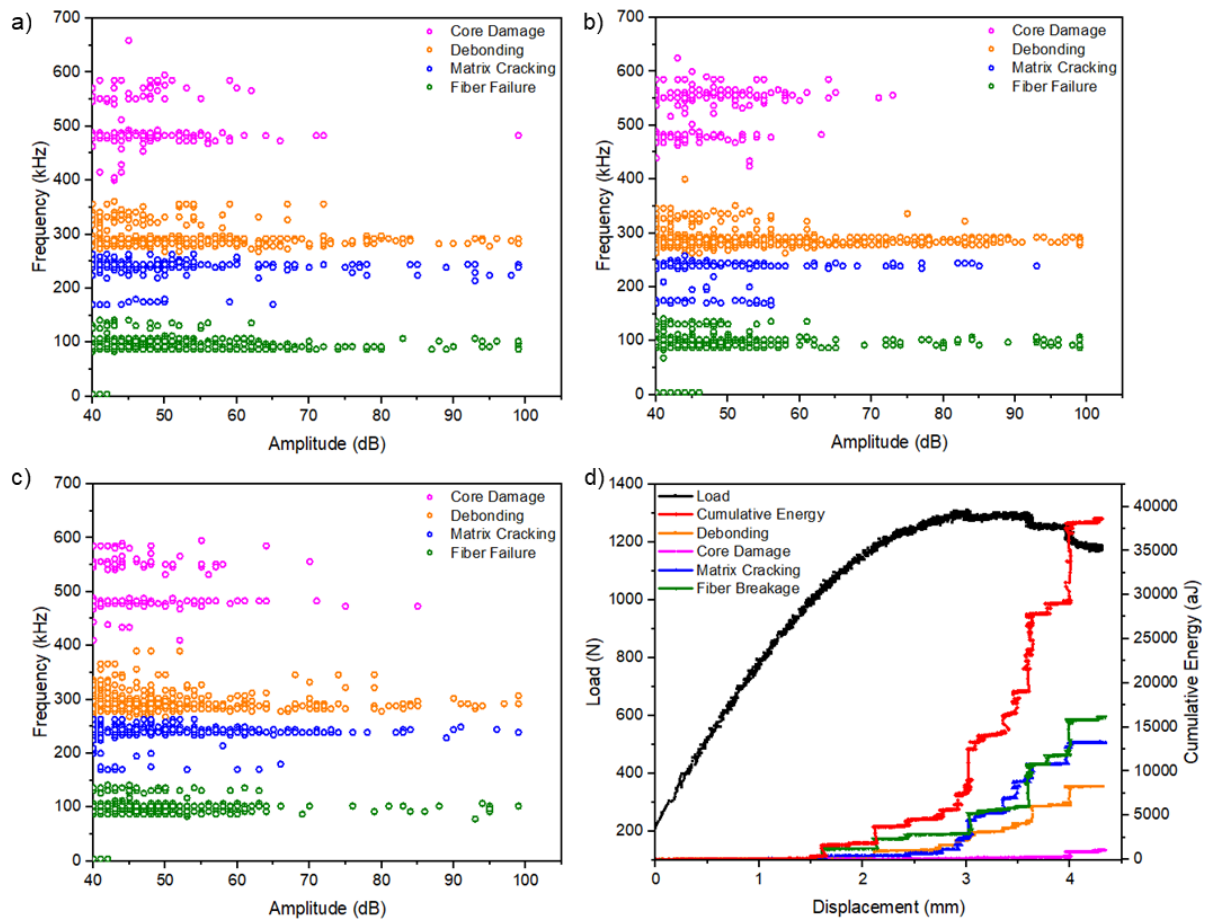 a)
700
600
500
400
300
200
100
0
Frequency (kHz)
40 50 60 70 80 90 100
Amplitude (dB)
Core Damage
Debonding
Matrix Cracking
Fiber Failure
b)
700
600
500
400
300
200
100
0
Frequency (kHz)
40 50 60 70 80 90 100
Amplitude (dB)
Core Damage
Debonding
Matrix Cracking
Fiber Failure
c)
700
600
500
400
300
200
100
0
Frequency (kHz)
40 50 60 70 80 90 100
Amplitude (dB)
Core Damage
Debonding
Matrix Cracking
Fiber Failure
d)
1400
1200
1000
800
600
400
200
Load (N)
Load
Cumulative Energy
Debonding
Core Damage
Matrix Cracking
Fiber Breakage
40000
35000
30000
25000
20000
15000
10000
5000
0
Cumulative Energy (aJ)
0 1 2 3 4
Displacement (mm)